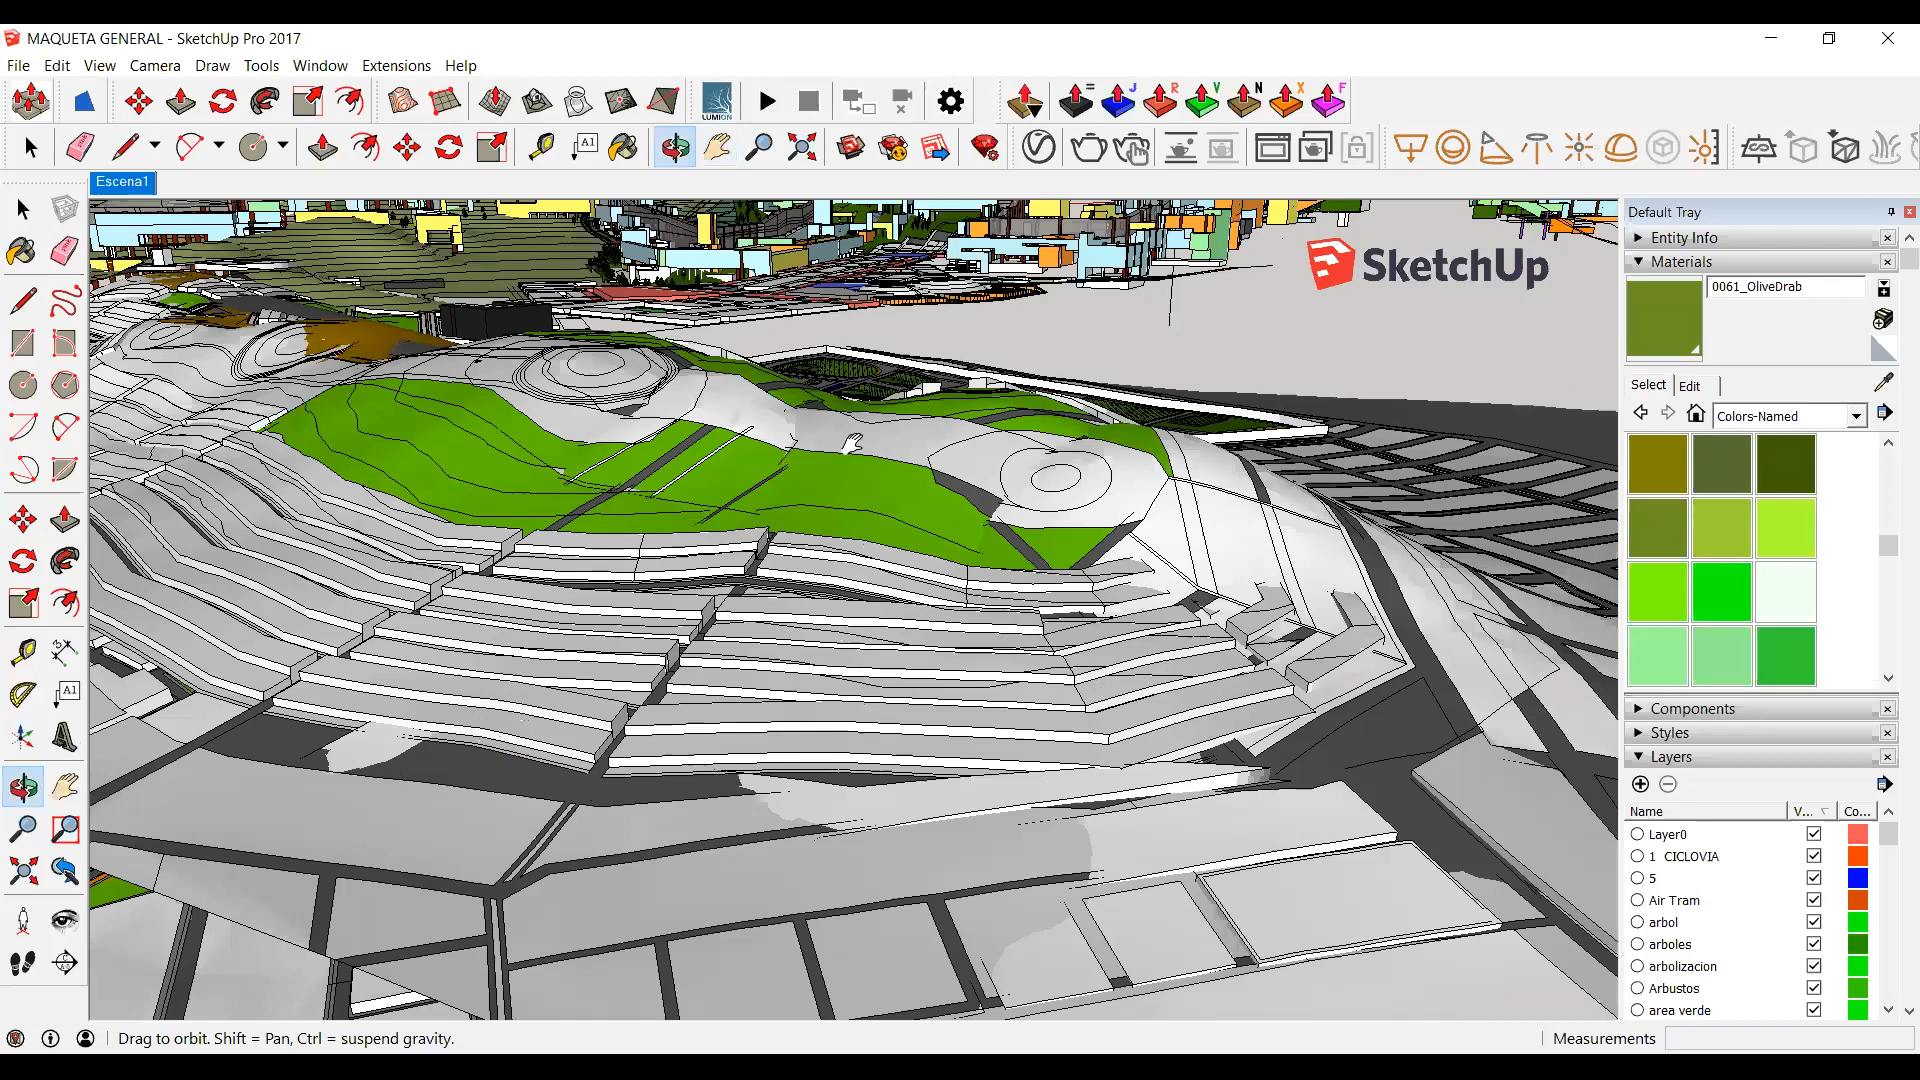 MAQUETA GENERAL - SketchUp Pro 2017
File Edit View Camera Draw Tools Window Extensions Help
LUMION
= J R V N X F
A1
Escena1
SketchUp
Default Tray
Entity Info
Materials
0061_OliveDrab
Select Edit
Colors-Named
A1
Components
Styles
Layers
Name V... Co...
Layer0
1 CICLOVIA
5
Air Tram
arbol
arboles
arbolizacion
Arbustos
area verde
Drag to orbit. Shift = Pan, Ctrl = suspend gravity.
Measurements